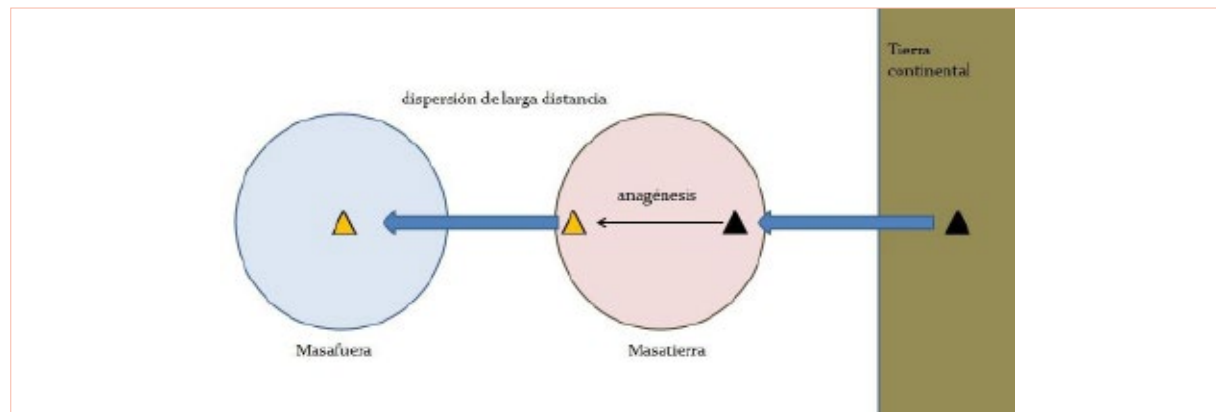 Tierra
continental
dispersión de larga distancia
anagénesis
Masafuera
Masatierra